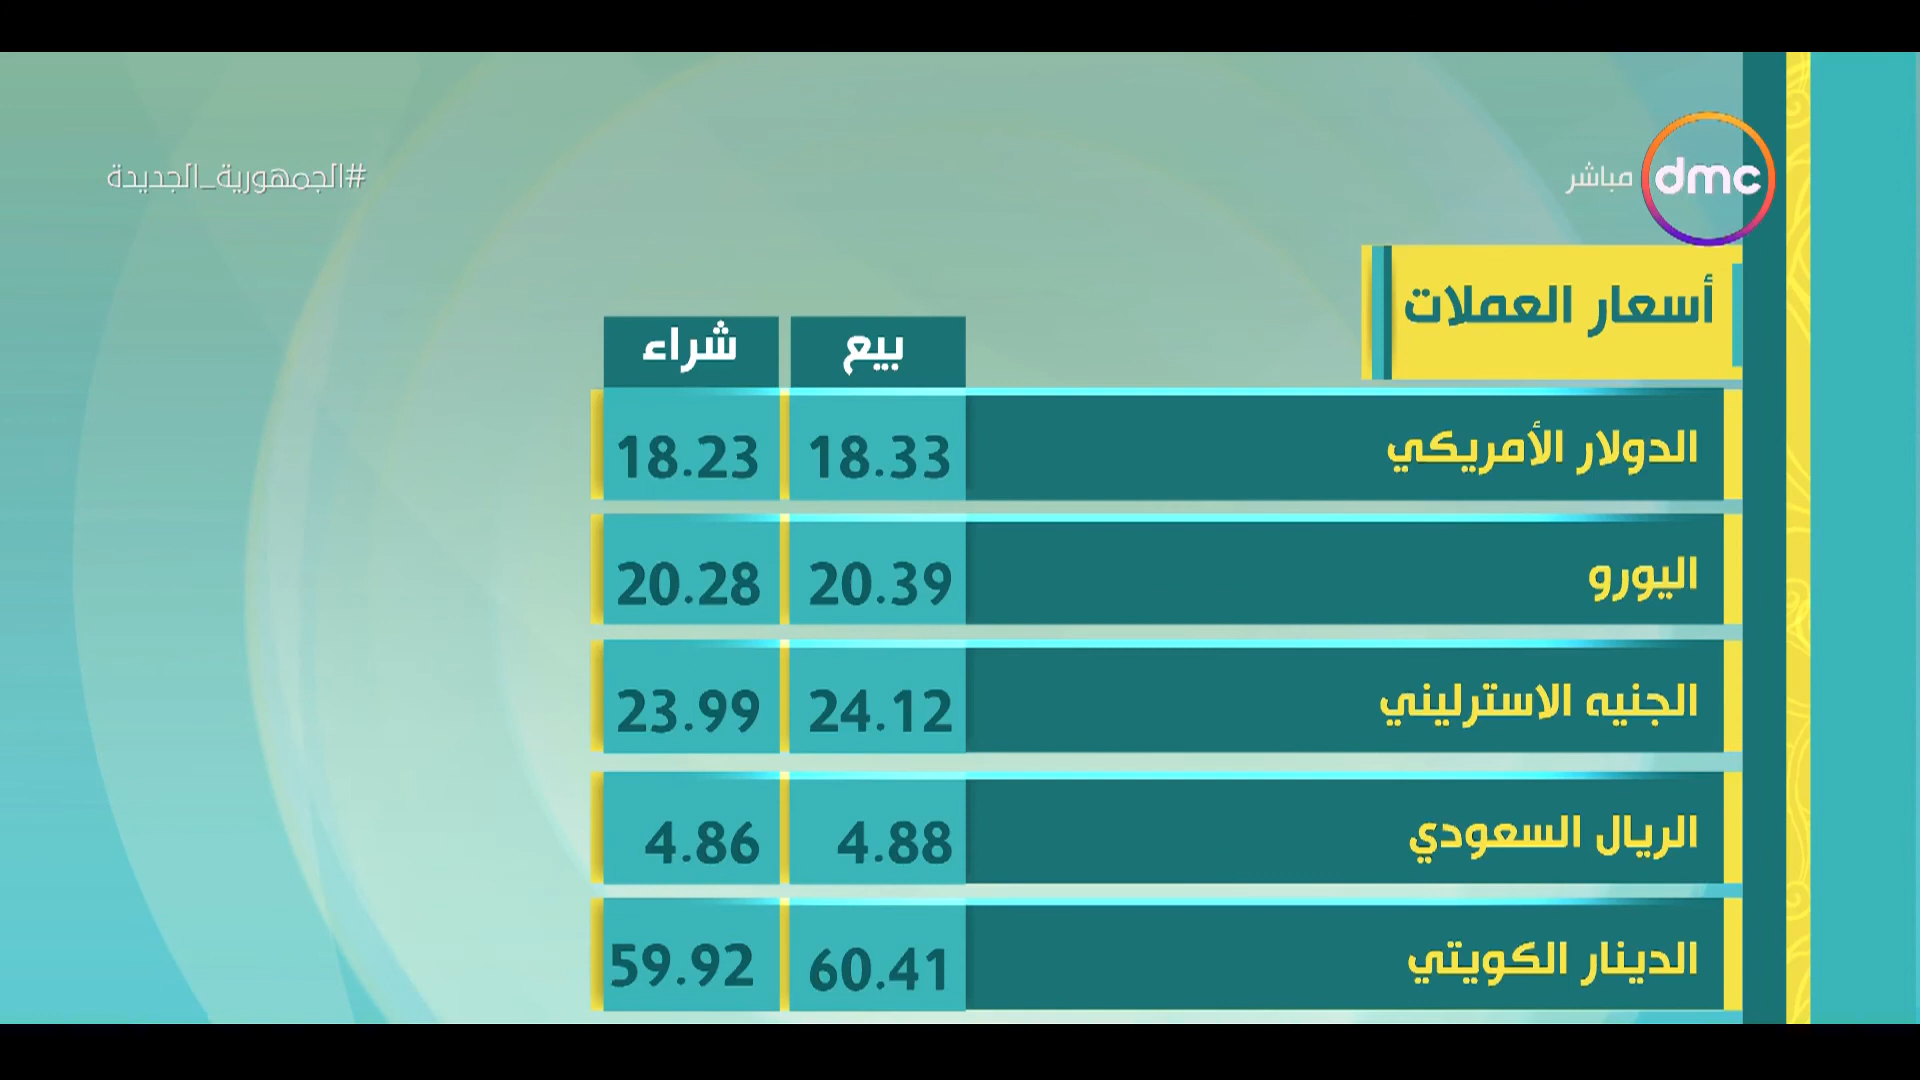 #الجمهورية_الجديدة
dmc مباشر
أسعار العملات
بيع شراء
الدولار الأمريكي 18.33 18.23
اليورو 20.39 20.28
الجنيه الاسترليني 24.12 23.99
الريال السعودي 4.88 4.86
الدينار الكويتي 60.41 59.92